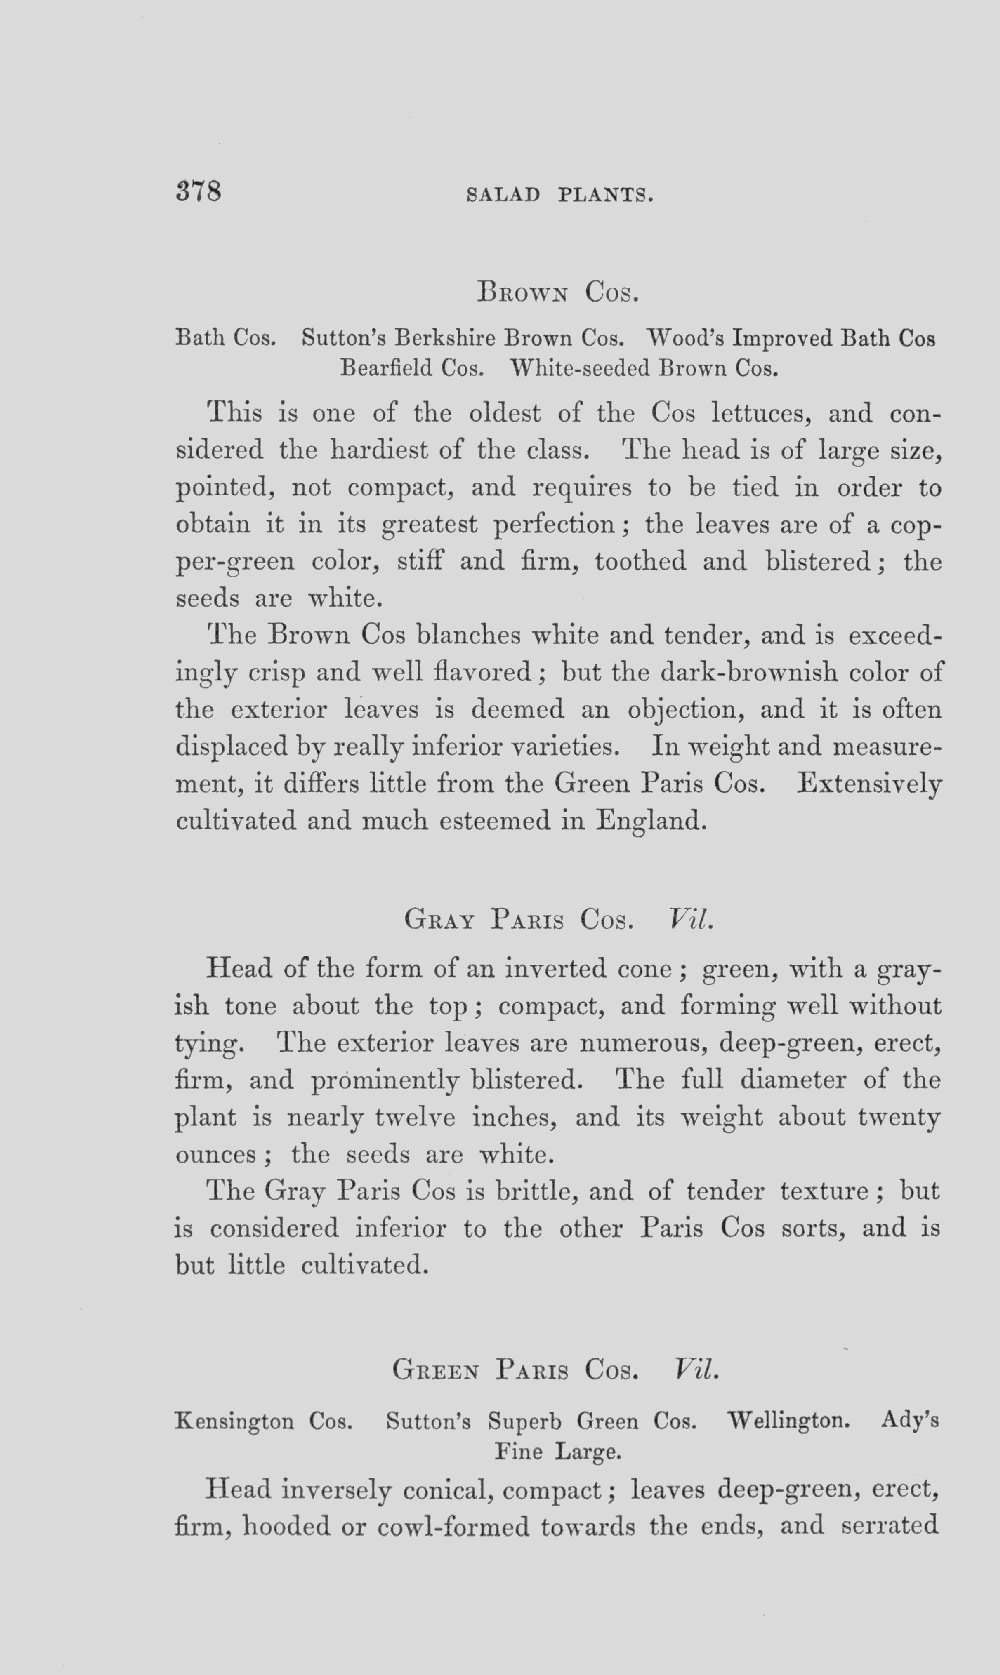 378 SALAD PLANTS.
Brown Cos.
Bath Cos. Sutton's Berkshire Brown Cos. Wood's Improved Bath Cos
Bearfield Cos. White-seeded Brown Cos.
This is one of the oldest of the Cos lettuces, and con-
sidered the hardiest of the class. The head is of large size,
pointed, not compact, and requires to be tied in order to
obtain it in its greatest perfection; the leaves are of a cop-
per-green color, stiff and firm, toothed and blistered; the
seeds are white.
The Brown Cos blanches white and tender, and is exceed-
ingly crisp and well flavored; but the dark-brownish color of
the exterior leaves is deemed an objection, and it is often
displaced by really inferior varieties. In weight and measure-
ment, it differs little from the Green Paris Cos. Extensively
cultivated and much esteemed in England.
Gray Paris Cos. Vil.
Head of the form of an inverted cone; green, with a gray-
ish tone about the top; compact, and forming well without
tying. The exterior leaves are numerous, deep-green, erect,
firm, and prominently blistered. The full diameter of the
plant is nearly twelve inches, and its weight about twenty
ounces; the seeds are white.
The Gray Paris Cos is brittle, and of tender texture; but
is considered inferior to the other Paris Cos sorts, and is
but little cultivated.
Green Paris Cos. Vil.
Kensington Cos. Sutton's Superb Green Cos. Wellington. Ady's
Fine Large.
Head inversely conical, compact; leaves deep-green, erect,
firm, hooded or cowl-formed towards the ends, and serrated